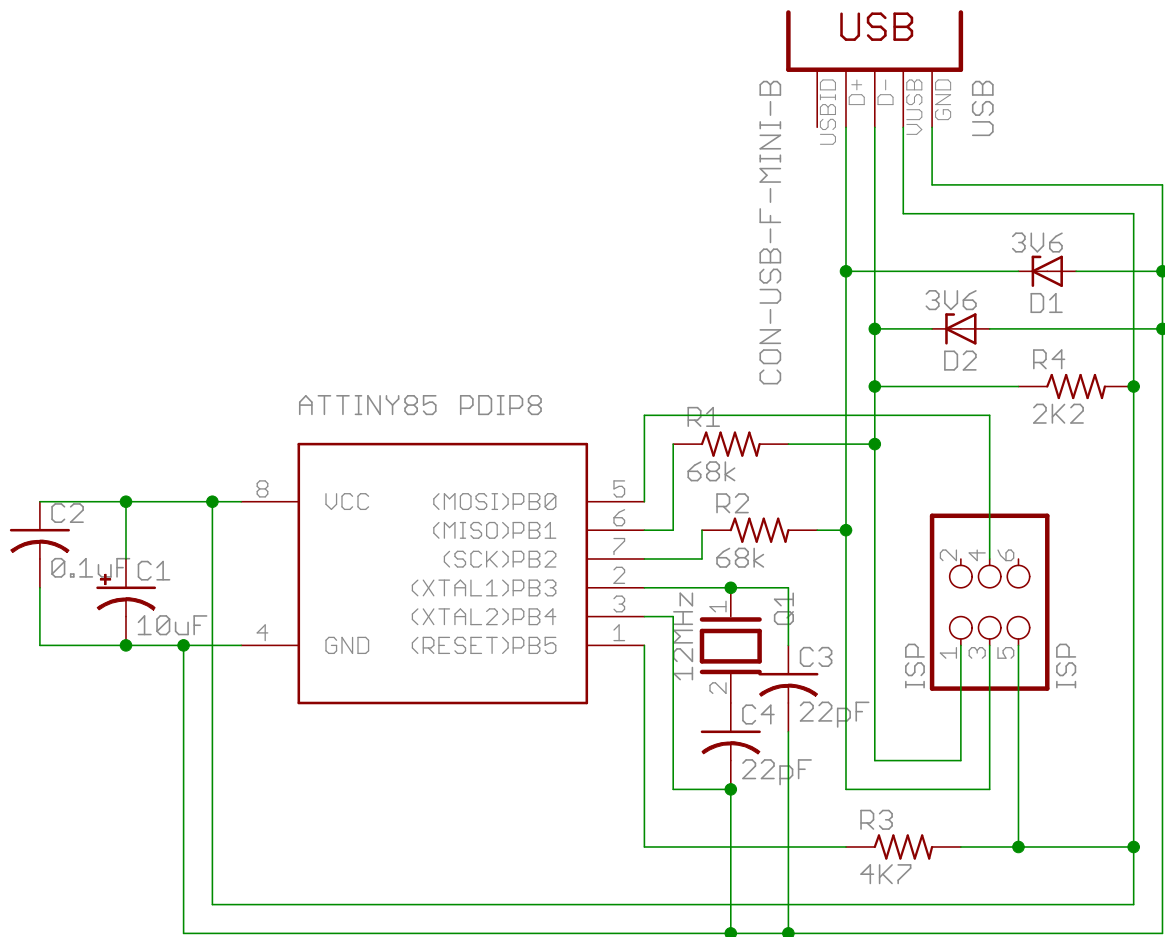 USB
USBID
D+
D-
VUSB
GND
USB
CON-USB-F-MINI-B
3V6
D1
3V6
D2
R4
2K2
ATTINY85 PDIP8
R1
68k
R2
68k
8
VCC
4
GND
(MOSI)PB0
5
(MISO)PB1
6
(SCK)PB2
7
(XTAL1)PB3
2
(XTAL2)PB4
3
(RESET)PB5
1
C2
0.1uF
+
C1
10uF
12MHz
1
2
Q1
C3
22pF
C4
22pF
2
4
6
1
3
5
ISP
ISP
R3
4K7